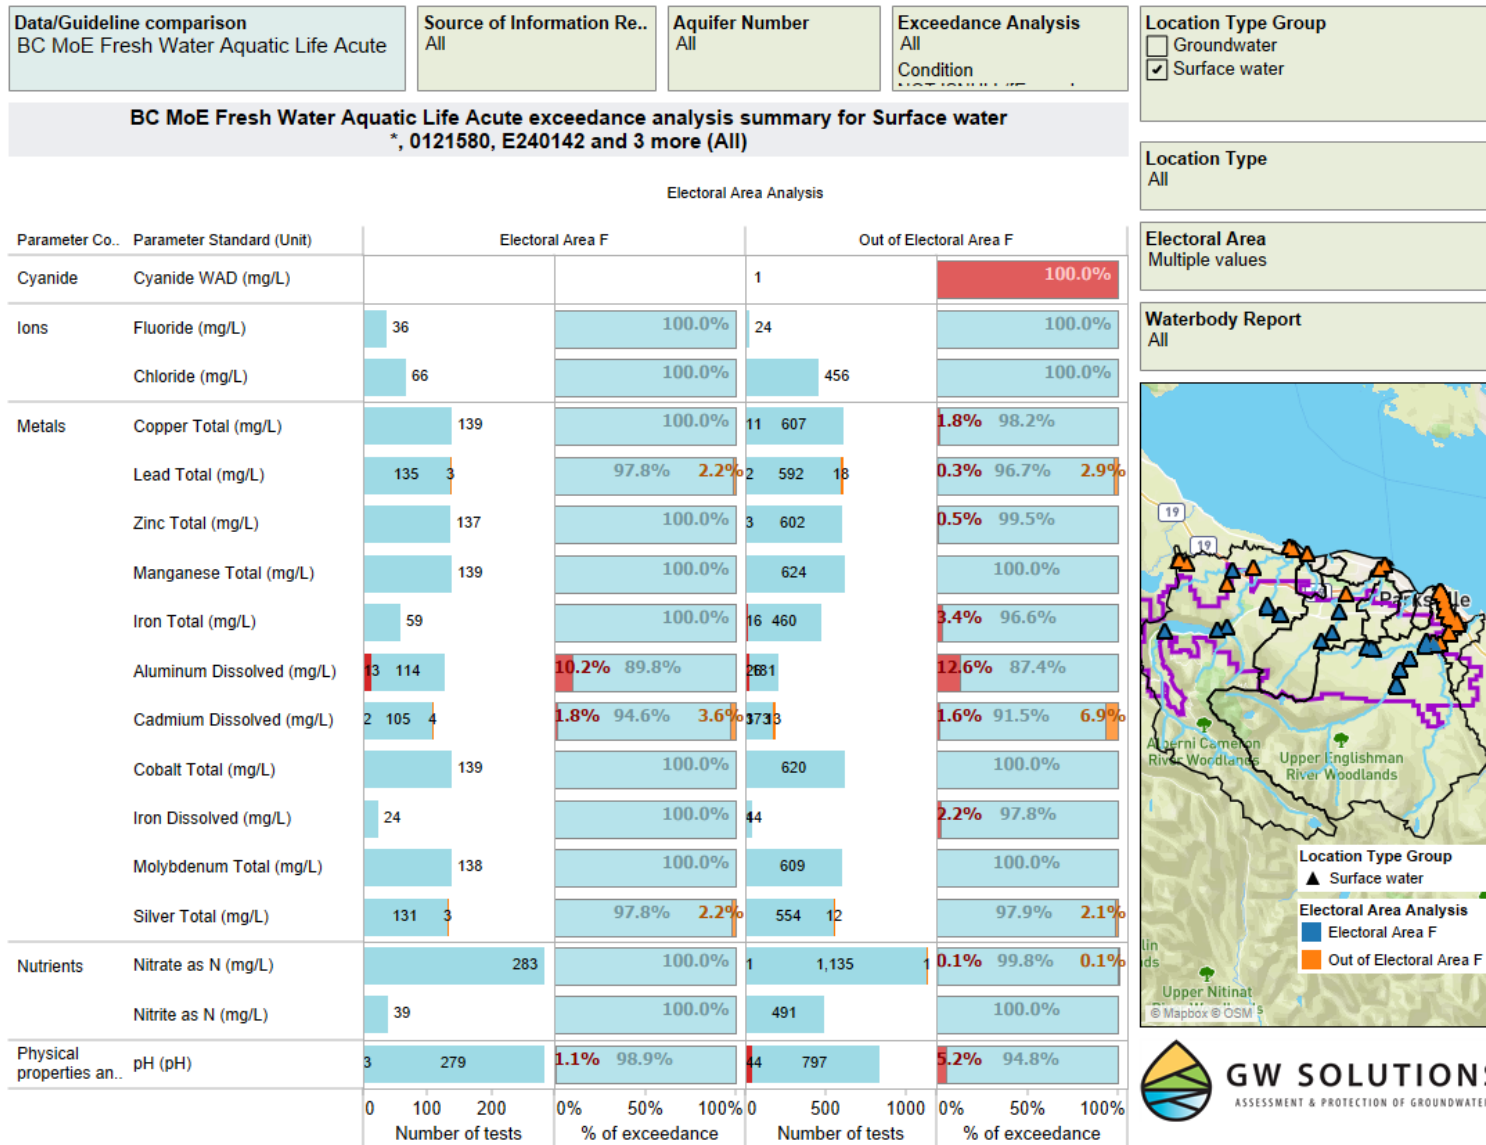 Data/Guideline comparison
BC MoE Fresh Water Aquatic Life Acute
Source of Information Re..
All
Aquifer Number
All
Exceedance Analysis
All
Condition
Location Type Group
Groundwater
Surface water
BC MoE Fresh Water Aquatic Life Acute exceedance analysis summary for Surface water
*, 0121580, E240142 and 3 more (All)
Location Type
All
Electoral Area
Multiple values
Waterbody Report
All
Electoral Area Analysis
Parameter Co.. Parameter Standard (Unit) Electoral Area F Out of Electoral Area F
Cyanide Cyanide WAD (mg/L) 1 100.0%
Ions Fluoride (mg/L) 36 100.0% 24 100.0%
Chloride (mg/L) 66 100.0% 456 100.0%
Metals Copper Total (mg/L) 139 100.0% 11 607 1.8% 98.2%
Lead Total (mg/L) 135 3 97.8% 2.2% 2 592 18 0.3% 96.7% 2.9%
Zinc Total (mg/L) 137 100.0% 3 602 0.5% 99.5%
Manganese Total (mg/L) 139 100.0% 624 100.0%
Iron Total (mg/L) 59 100.0% 16 460 3.4% 96.6%
Aluminum Dissolved (mg/L) 13 114 10.2% 89.8% 12.6% 87.4%
Cadmium Dissolved (mg/L) 2 105 4 1.8% 94.6% 3.6% 173 13 1.6% 91.5% 6.9%
Cobalt Total (mg/L) 139 100.0% 620 100.0%
Iron Dissolved (mg/L) 24 100.0% 44 2.2% 97.8%
Molybdenum Total (mg/L) 138 100.0% 609 100.0%
Silver Total (mg/L) 131 3 97.8% 2.2% 554 12 97.9% 2.1%
Nutrients Nitrate as N (mg/L) 283 100.0% 1 1,135 1 0.1% 99.8% 0.1%
Nitrite as N (mg/L) 39 100.0% 491 100.0%
Physical properties an.. pH (pH) 3 279 1.1% 98.9% 44 797 5.2% 94.8%
0 100 200 0% 50% 100% 0 500 1000 0% 50% 100%
Number of tests % of exceedance Number of tests % of exceedance
19
19
Parksville
Alberni Cameron
River Woodlands
Upper Englishman
River Woodlands
Upper Nitinat
© Mapbox © OSM
Location Type Group
Surface water
Electoral Area Analysis
Electoral Area F
Out of Electoral Area F
GW SOLUTIONS
ASSESSMENT & PROTECTION OF GROUNDWATER